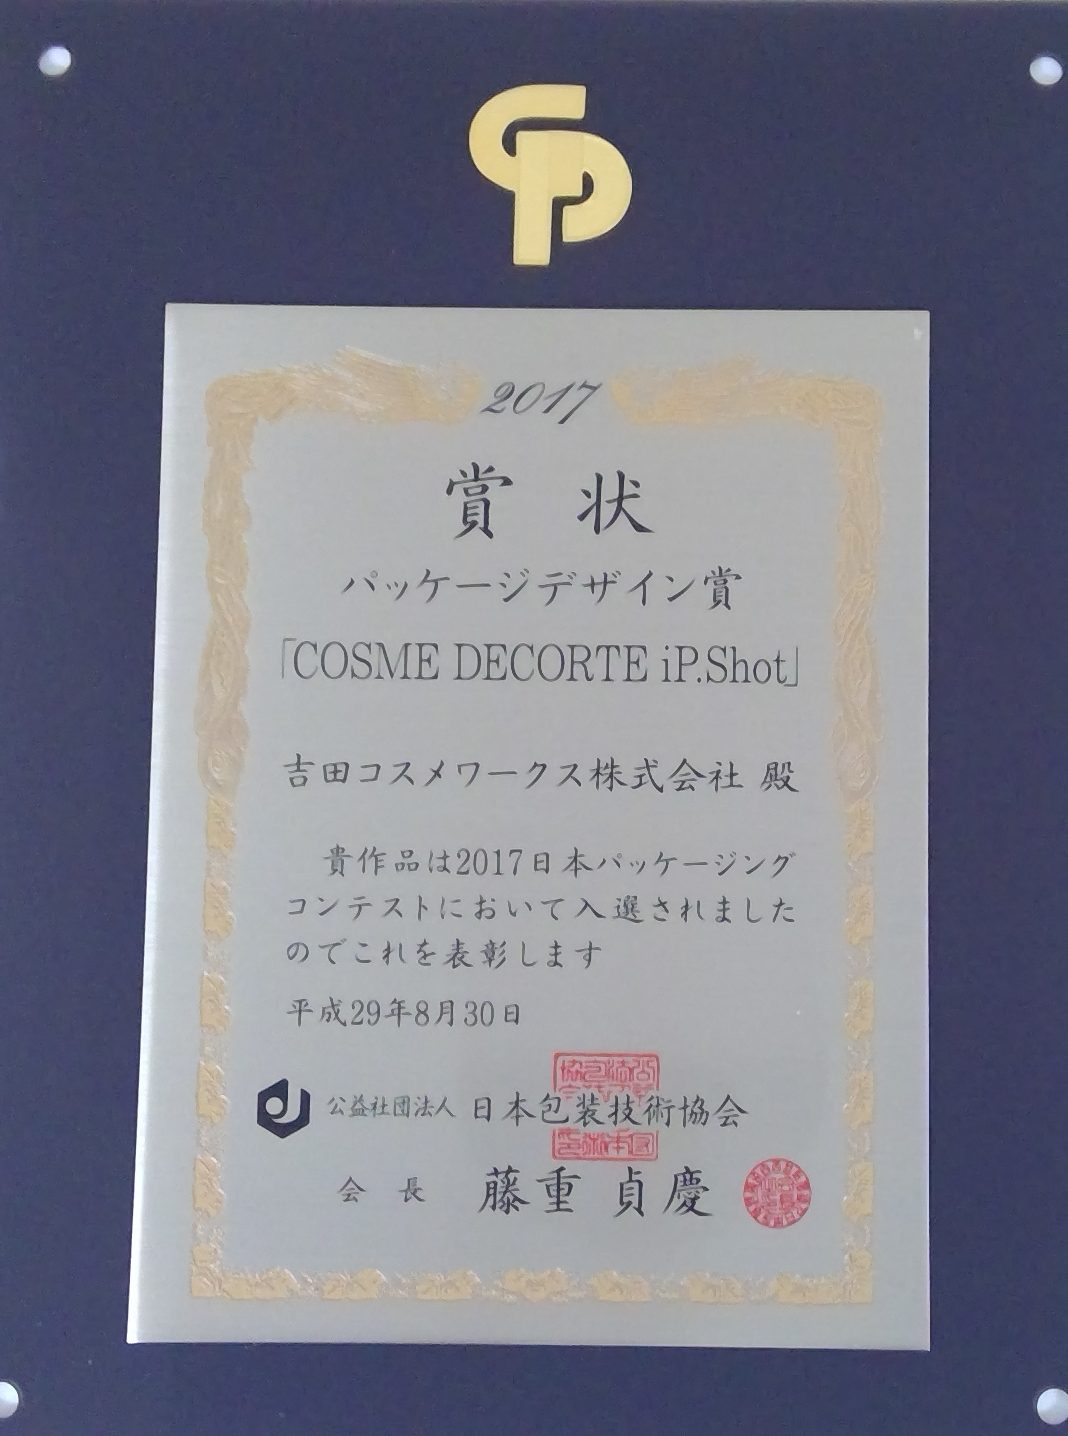 2017
賞 状
パッケージデザイン賞
「COSME DECORTE iP.Shot」
吉田コスメワークス株式会社 殿
貴作品は2017日本パッケージング
コンテストにおいて入選されました
のでこれを表彰します
平成29年8月30日
公益社団法人 日本包装技術協会
会 長 藤重 貞慶